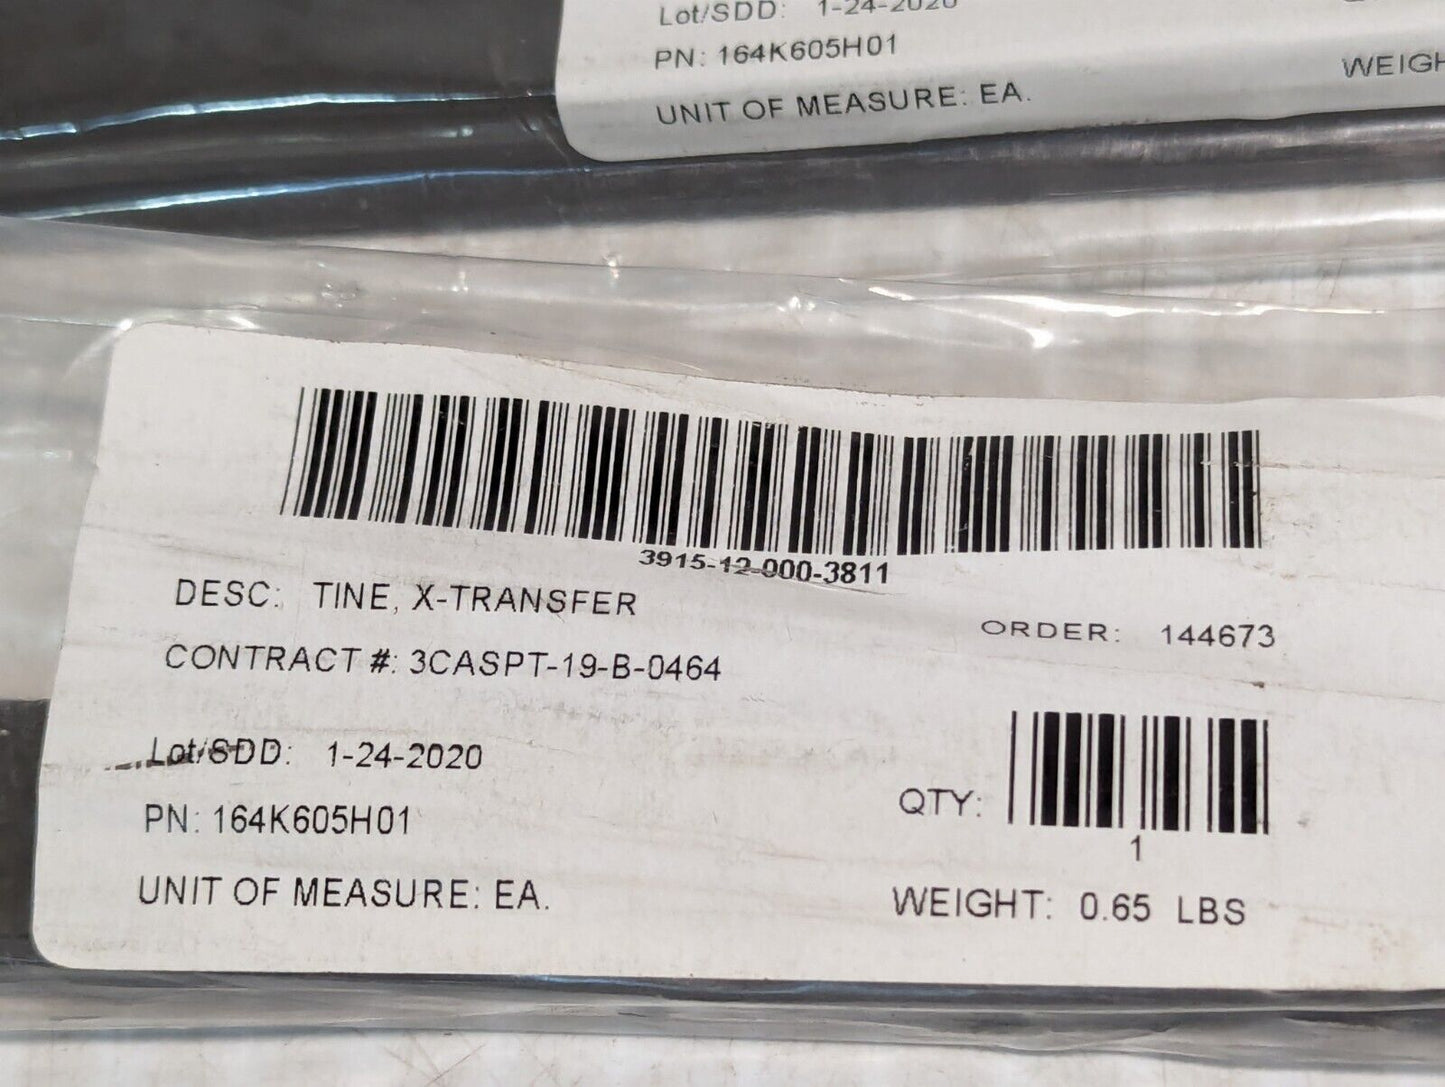 Lot/SDD: 1-24-2020
PN: 164K605H01
UNIT OF MEASURE: EA.
3915-12-000-3811
DESC: TINE, X-TRANSFER
ORDER: 144673
CONTRACT #: 3CASPT-19-B-0464
Lot/SDD: 1-24-2020
PN: 164K605H01
QTY:
1
UNIT OF MEASURE: EA.
WEIGHT: 0.65 LBS